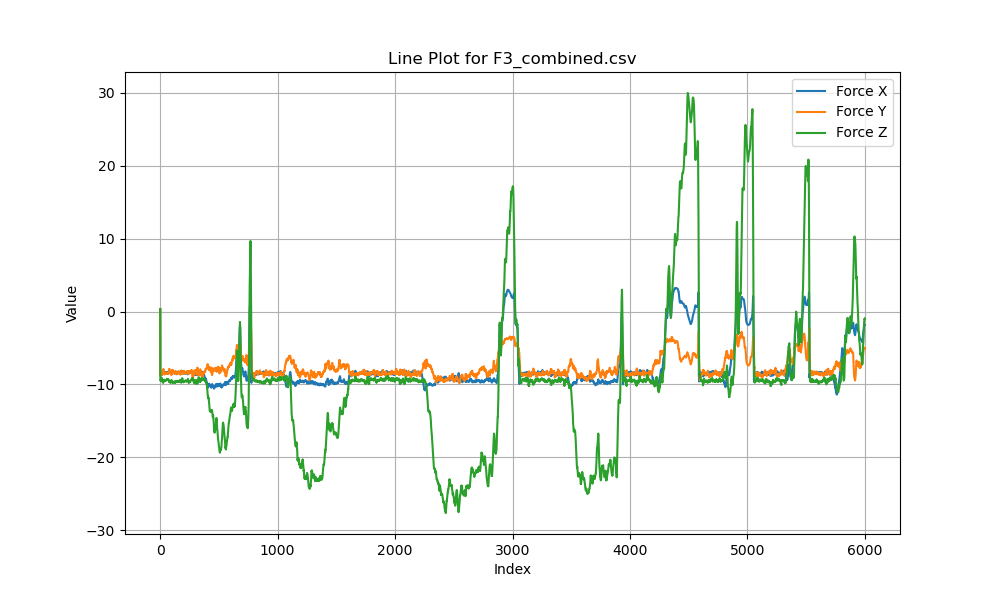 Line Plot for F3_combined.csv
30
20
10
0
−10
−20
−30
Value
Force X
Force Y
Force Z
0
1000
2000
3000
4000
5000
6000
Index